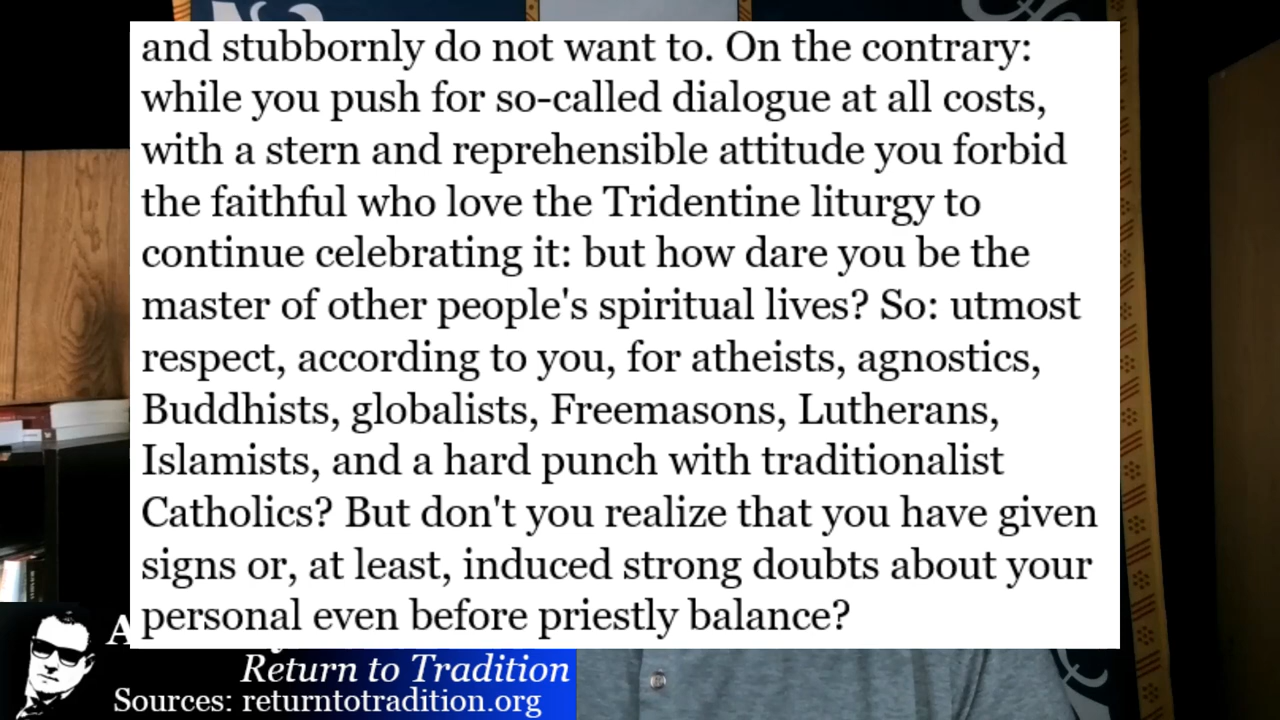 and stubbornly do not want to. On the contrary:
while you push for so-called dialogue at all costs,
with a stern and reprehensible attitude you forbid
the faithful who love the Tridentine liturgy to
continue celebrating it: but how dare you be the
master of other people's spiritual lives? So: utmost
respect, according to you, for atheists, agnostics,
Buddhists, globalists, Freemasons, Lutherans,
Islamists, and a hard punch with traditionalist
Catholics? But don't you realize that you have given
signs or, at least, induced strong doubts about your
personal even before priestly balance?
Return to Tradition
Sources: returntotradition.org